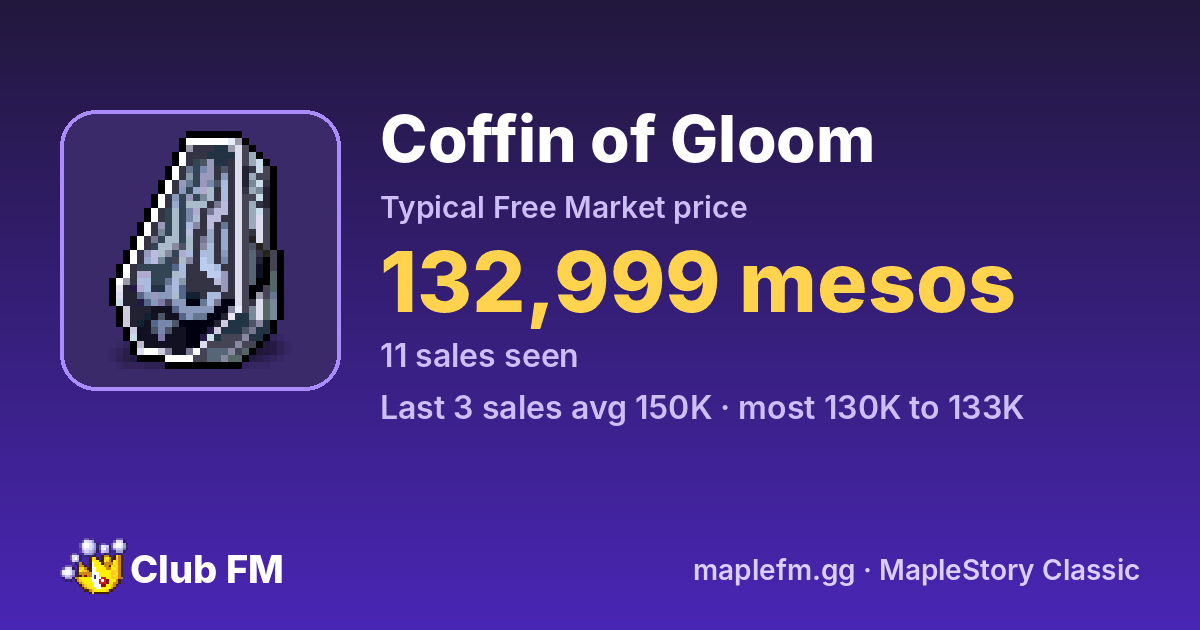 Coffin of Gloom
Typical Free Market price
132,999 mesos
11 sales seen
Last 3 sales avg 150K · most 130K to 133K
Club FM
maplefm.gg · MapleStory Classic